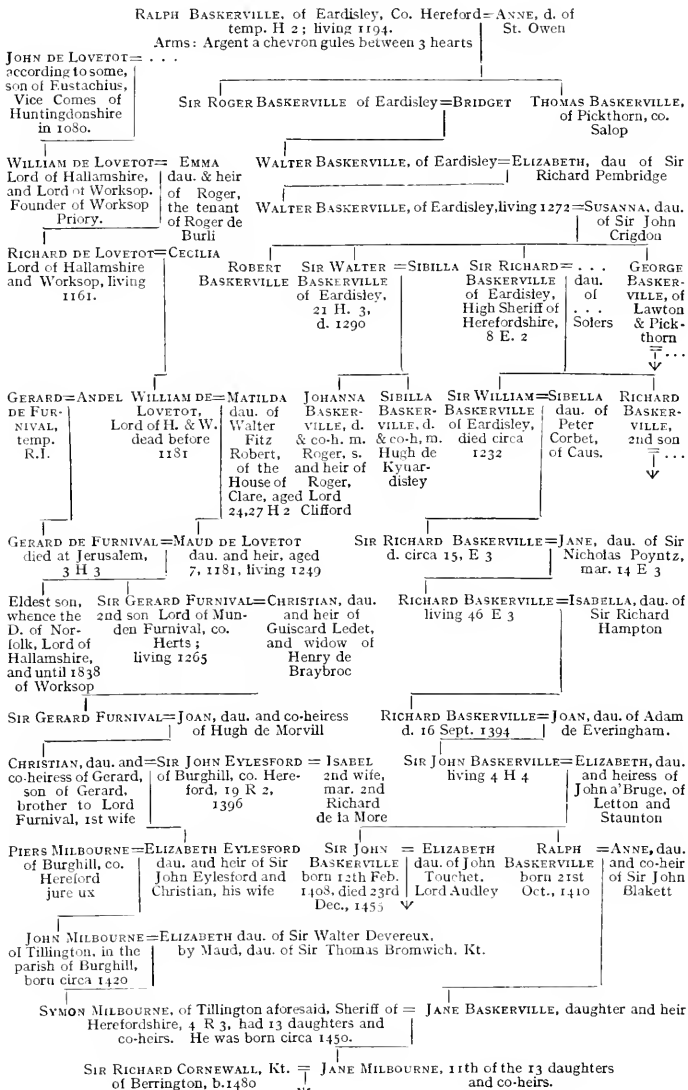 RALPH BASKERVILLE, of Eardisley, Co. Hereford=ANNE, d. of
temp. H 2 ; living 1194. St. Owen
Arms: Argent a chevron gules between 3 hearts
JOHN DE LOVETOT= . . .
according to some,
son of Eustachius,
Vice Comes of
Huntingdonshire
in 1080.
SIR ROGER BASKERVILLE of Eardisley=BRIDGET
THOMAS BASKERVILLE,
of Pickthorn, co.
Salop
WILLIAM DE LOVETOT=
Lord of Hallamshire,
and Lord of Worksop.
Founder of Worksop
Priory.
EMMA
dau. & heir
of Roger,
the tenant
of Roger de
Burli
WALTER BASKERVILLE, of Eardisley=ELIZABETH, dau of Sir
Richard Pembridge
WALTER BASKERVILLE, of Eardisley, living 1272=SUSANNA, dau.
of Sir John
Crigdon
RICHARD DE LOVETOT=CECILIA
Lord of Hallamshire
and Worksop, living
1161.
ROBERT
BASKERVILLE
SIR WALTER =SIBILLA
BASKERVILLE
of Eardisley,
21 H. 3,
d. 1290
SIR RICHARD= . . .
BASKERVILLE
of Eardisley,
High Sheriff of
Herefordshire,
8 E. 2
dau.
of
. . .
Solers
GEORGE
BASKER-
VILLE, of
Lawton
& Pick-
thorn
= . . .
GERARD=ANDEL
DE FUR-
NIVAL,
temp.
R.I.
WILLIAM DE=
LOVETOT,
Lord of H. & W.
dead before
1181
MATILDA
dau. of
Walter
Fitz
Robert,
of the
House of
Clare, aged
24,27 H 2
JOHANNA
BASKER-
VILLE, d.
& co-h. m.
Roger, s.
and heir of
Roger,
Lord
Clifford
SIBILLA
BASKER-
VILLE, d.
& co-h, m.
Hugh de
Kynar-
disley
SIR WILLIAM=SIBELLA
BASKERVILLE
of Eardisley,
died circa
1232
dau. of
Peter
Corbet,
of Caus.
RICHARD
BASKER-
VILLE,
2nd son
= . . .
GERARD DE FURNIVAL=MAUD DE LOVETOT
died at Jerusalem,
3 H 3
dau. and heir, aged
7, 1181, living 1249
SIR RICHARD BASKERVILLE=JANE, dau. of Sir
d. circa 15, E 3
Nicholas Poyntz,
mar. 14 E 3
Eldest son,
whence the
D. of Nor-
folk, Lord of
Hallamshire,
and until 1838
of Worksop
SIR GERARD FURNIVAL=CHRISTIAN, dau.
2nd son Lord of Mun-
den Furnival, co.
Herts ;
living 1265
and heir of
Guiscard Ledet,
and widow of
Henry de
Braybroc
RICHARD BASKERVILLE=ISABELLA, dau. of
living 46 E 3
Sir Richard
Hampton
SIR GERARD FURNIVAL=JOAN, dau. and co-heiress
of Hugh de Morvill
RICHARD BASKERVILLE=JOAN, dau. of Adam
d. 16 Sept. 1394
de Everingham.
CHRISTIAN, dau. and=
co-heiress of Gerard,
son of Gerard,
brother to Lord
Furnival, 1st wife
SIR JOHN EYLESFORD =
of Burghill, co. Here-
ford, 19 R 2,
1396
ISABEL
2nd wife,
mar. 2nd
Richard
de la More
SIR JOHN BASKERVILLE=ELIZABETH, dau.
living 4 H 4
and heiress of
John a'Bruge, of
Letton and
Staunton
PIERS MILBOURNE=ELIZABETH EYLESFORD
of Burghill, co.
Hereford
jure ux
dau. and heir of Sir
John Eylesford and
Christian, his wife
SIR JOHN =
BASKERVILLE
born 12th Feb.
1408, died 23rd
Dec., 1455
ELIZABETH
dau. of John
Touchet,
Lord Audley
RALPH
BASKERVILLE
born 21st
Oct., 1410
=ANNE, dau.
and co-heir
of Sir John
Blakett
JOHN MILBOURNE=ELIZABETH dau. of Sir Walter Devereux,
of Tillington, in the
parish of Burghill,
born circa 1420
by Maud, dau. of Sir Thomas Bromwich, Kt.
SYMON MILBOURNE, of Tillington aforesaid, Sheriff of = JANE BASKERVILLE, daughter and heir
Herefordshire, 4 R 3, had 13 daughters and
co-heirs. He was born circa 1450.
SIR RICHARD CORNEWALL, Kt. = JANE MILBOURNE, 11th of the 13 daughters
of Berrington, b.1480
and co-heirs.